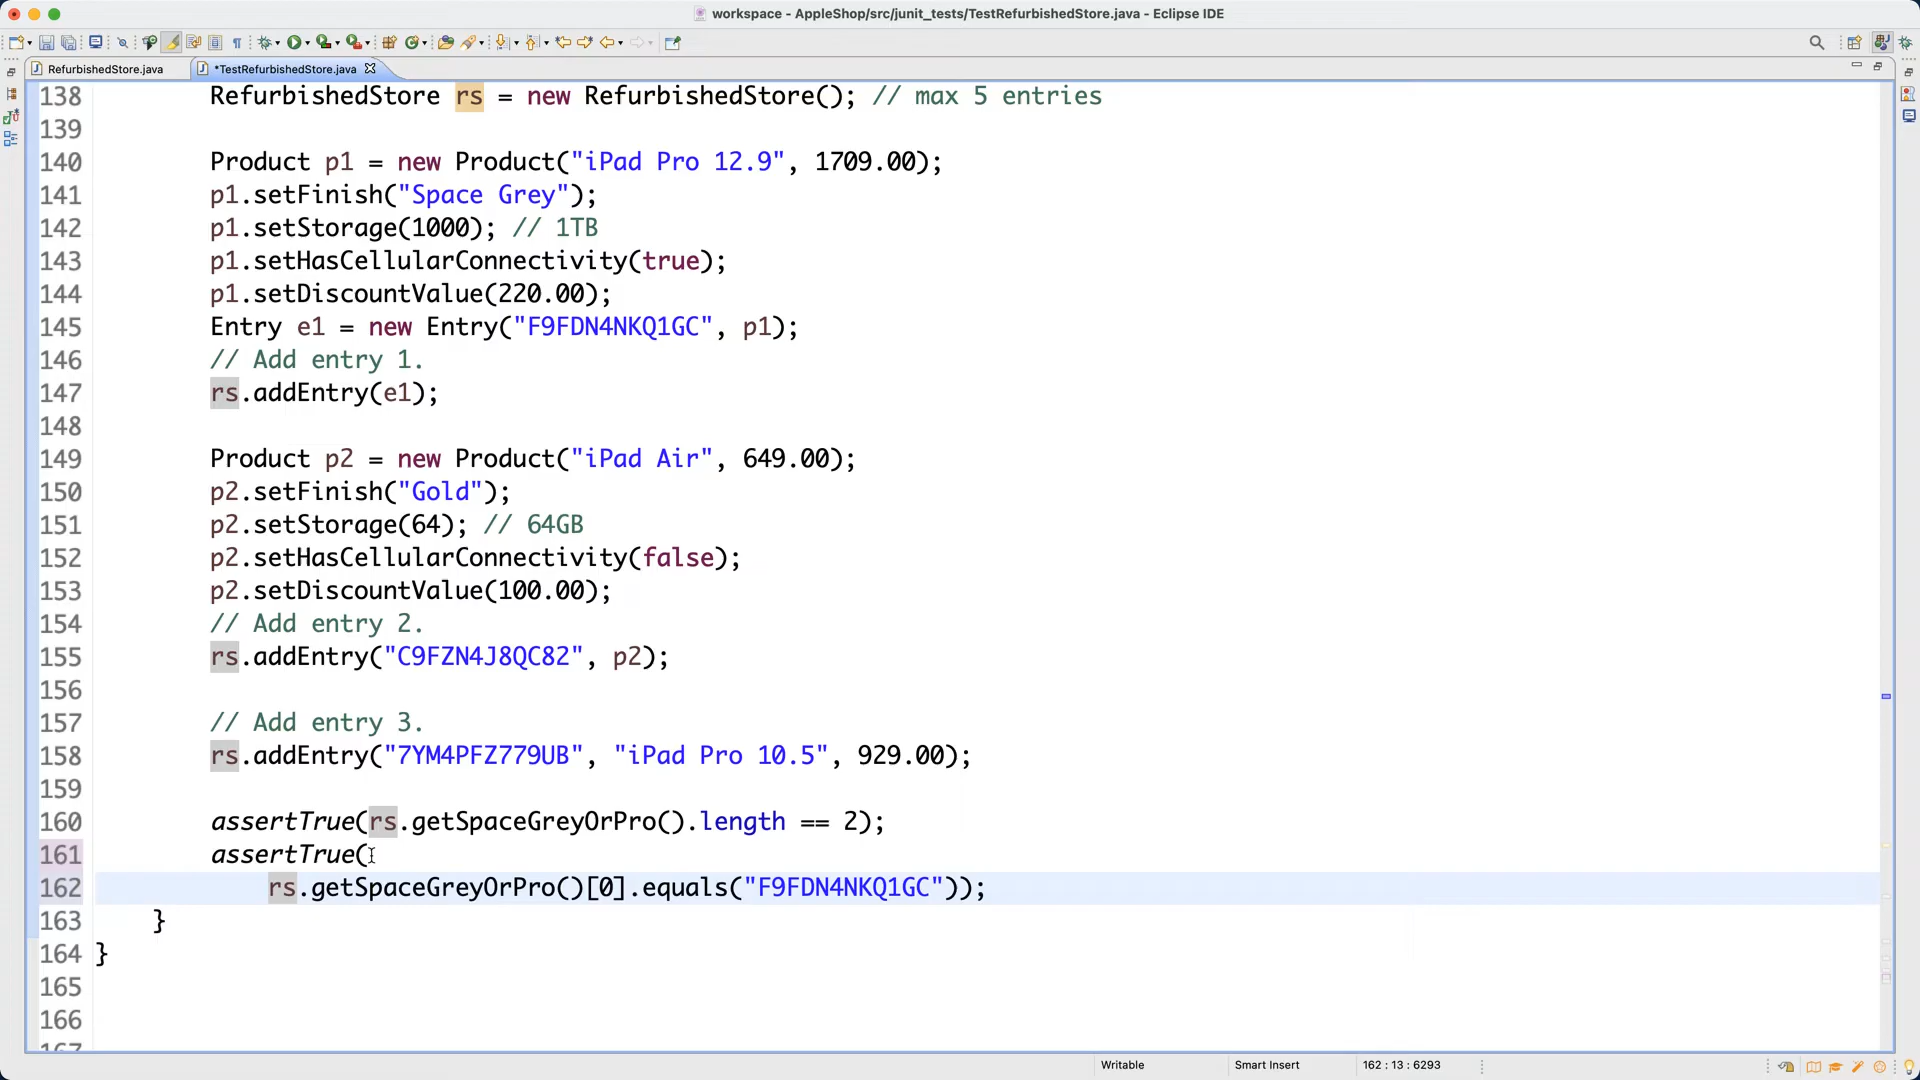 workspace - AppleShop/src/junit_tests/TestRefurbishedStore.java - Eclipse IDE
RefurbishedStore.java
*TestRefurbishedStore.java
138 RefurbishedStore rs = new RefurbishedStore(); // max 5 entries
139
140 Product p1 = new Product("iPad Pro 12.9", 1709.00);
141 p1.setFinish("Space Grey");
142 p1.setStorage(1000); // 1TB
143 p1.setHasCellularConnectivity(true);
144 p1.setDiscountValue(220.00);
145 Entry e1 = new Entry("F9FDN4NKQ1GC", p1);
146 // Add entry 1.
147 rs.addEntry(e1);
148
149 Product p2 = new Product("iPad Air", 649.00);
150 p2.setFinish("Gold");
151 p2.setStorage(64); // 64GB
152 p2.setHasCellularConnectivity(false);
153 p2.setDiscountValue(100.00);
154 // Add entry 2.
155 rs.addEntry("C9FZN4J8QC82", p2);
156
157 // Add entry 3.
158 rs.addEntry("7YM4PFZ779UB", "iPad Pro 10.5", 929.00);
159
160 assertTrue(rs.getSpaceGreyOrPro().length == 2);
161 assertTrue(
162 rs.getSpaceGreyOrPro()[0].equals("F9FDN4NKQ1GC"));
163 }
164 }
165
166
167
Writable
Smart Insert
162 : 13 : 6293